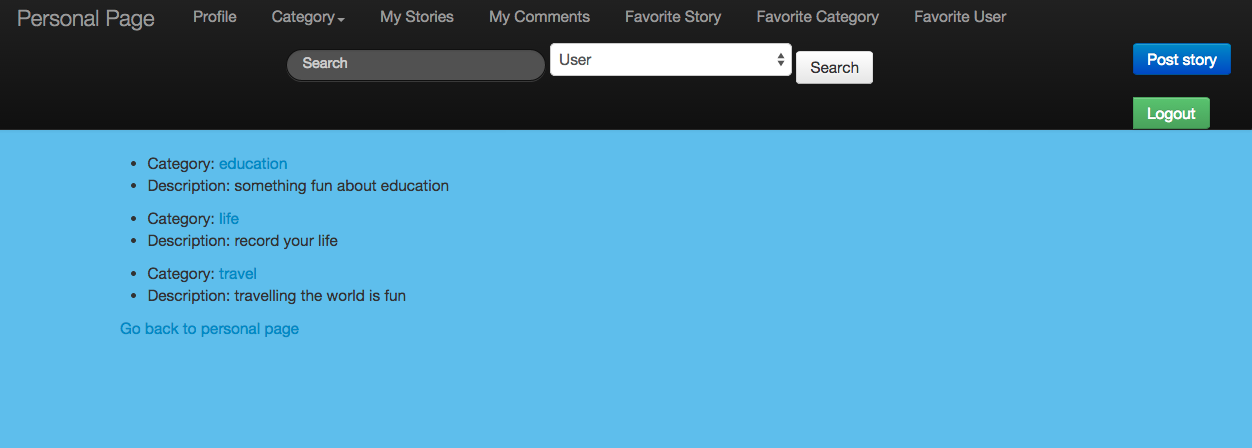 Personal Page Profile Category My Stories My Comments Favorite Story Favorite Category Favorite User
Search User Search Post story
Logout
Category: education
Description: something fun about education
Category: life
Description: record your life
Category: travel
Description: travelling the world is fun
Go back to personal page